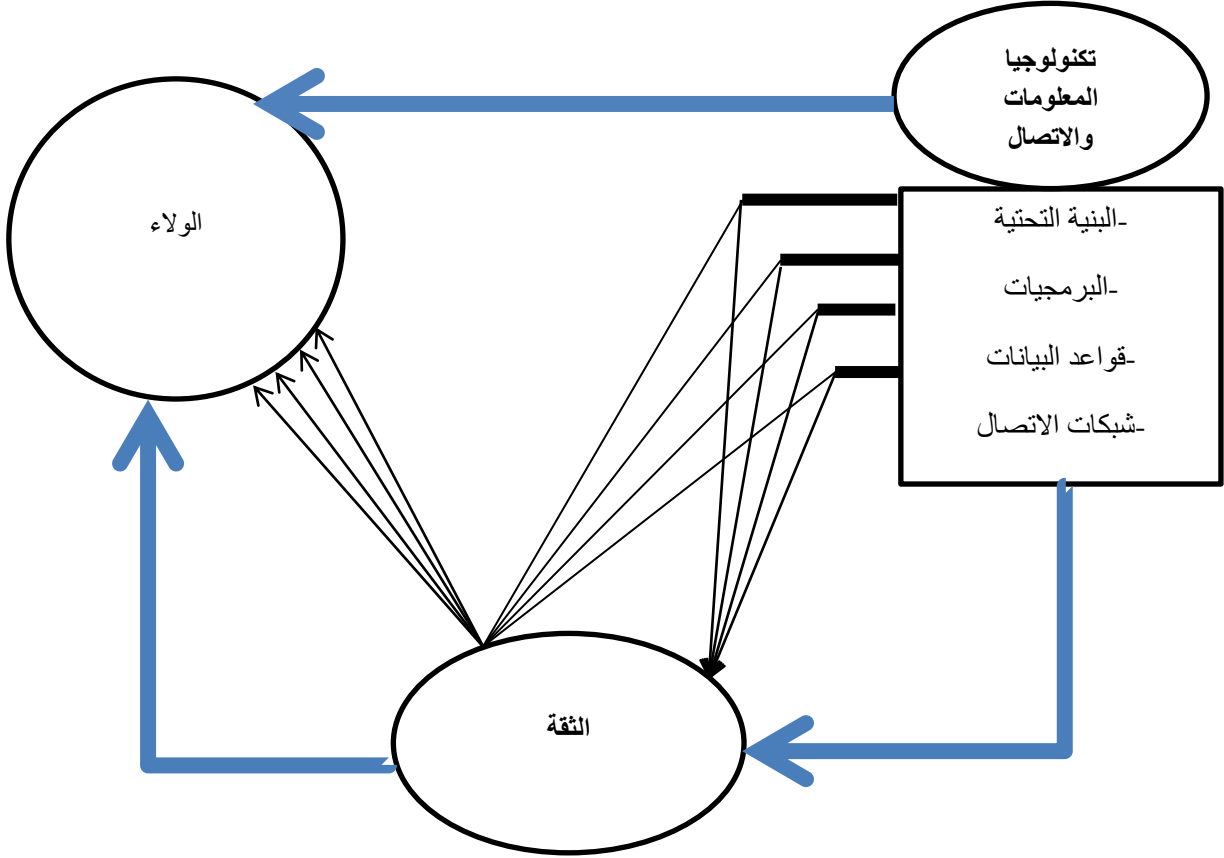 تكنولوجيا
المعلومات
والاتصال
-البنية التحتية
-البرمجيات
-قواعد البيانات
-شبكات الاتصال
الولاء
الثقة